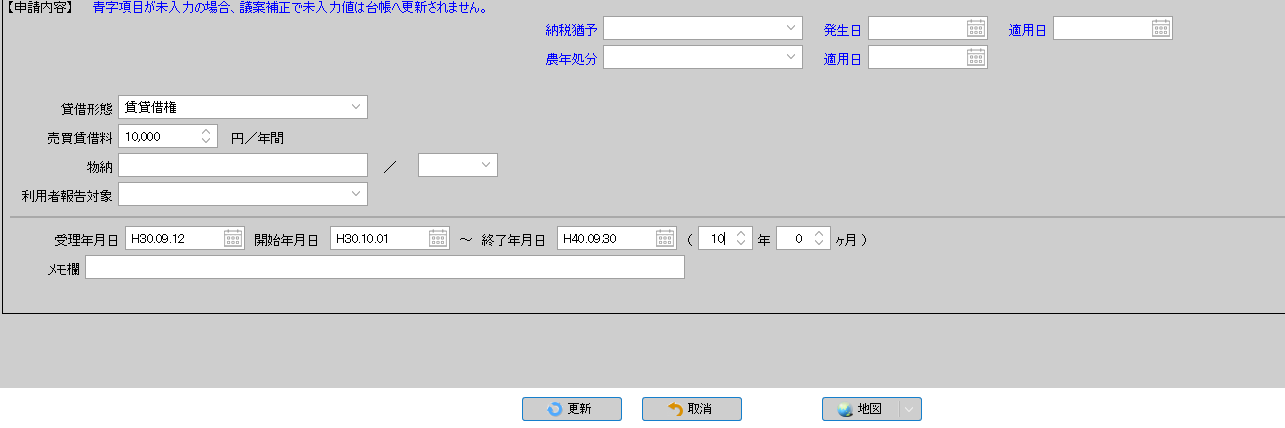 【申請内容】 青字項目が未入力の場合、議案補正で未入力値は台帳へ更新されません。
納税猶予 発生日 適用日
農年処分 適用日
貸借形態 賃貸借権
売買賃借料 10,000 円／年間
物納 ／
利用者報告対象
受理年月日 H30.09.12 開始年月日 H30.10.01 ～ 終了年月日 H40.09.30 （ 10 年 0 ヶ月 ）
メモ欄
更新 取消 地図